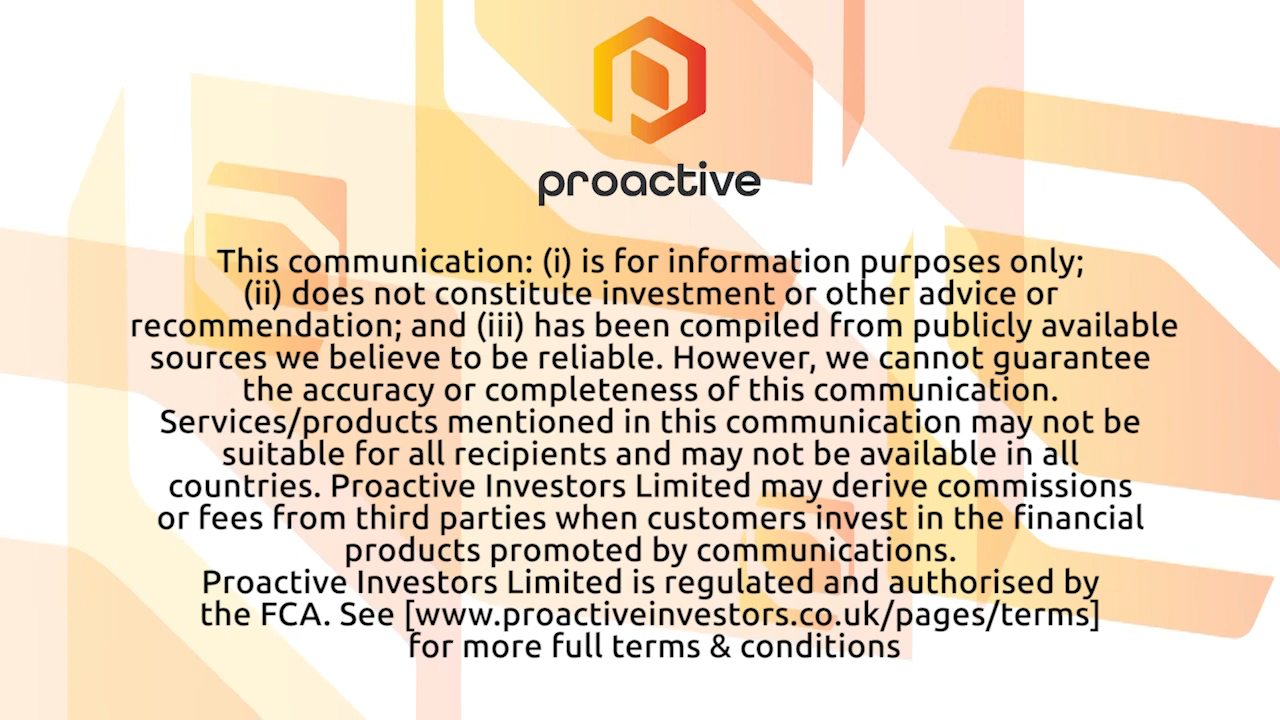 proactive
This communication: (i) is for information purposes only;
(ii) does not constitute investment or other advice or
recommendation; and (iii) has been compiled from publicly available
sources we believe to be reliable. However, we cannot guarantee
the accuracy or completeness of this communication.
Services/products mentioned in this communication may not be
suitable for all recipients and may not be available in all
countries. Proactive Investors Limited may derive commissions
or fees from third parties when customers invest in the financial
products promoted by communications.
Proactive Investors Limited is regulated and authorised by
the FCA. See [www.proactiveinvestors.co.uk/pages/terms]
for more full terms & conditions